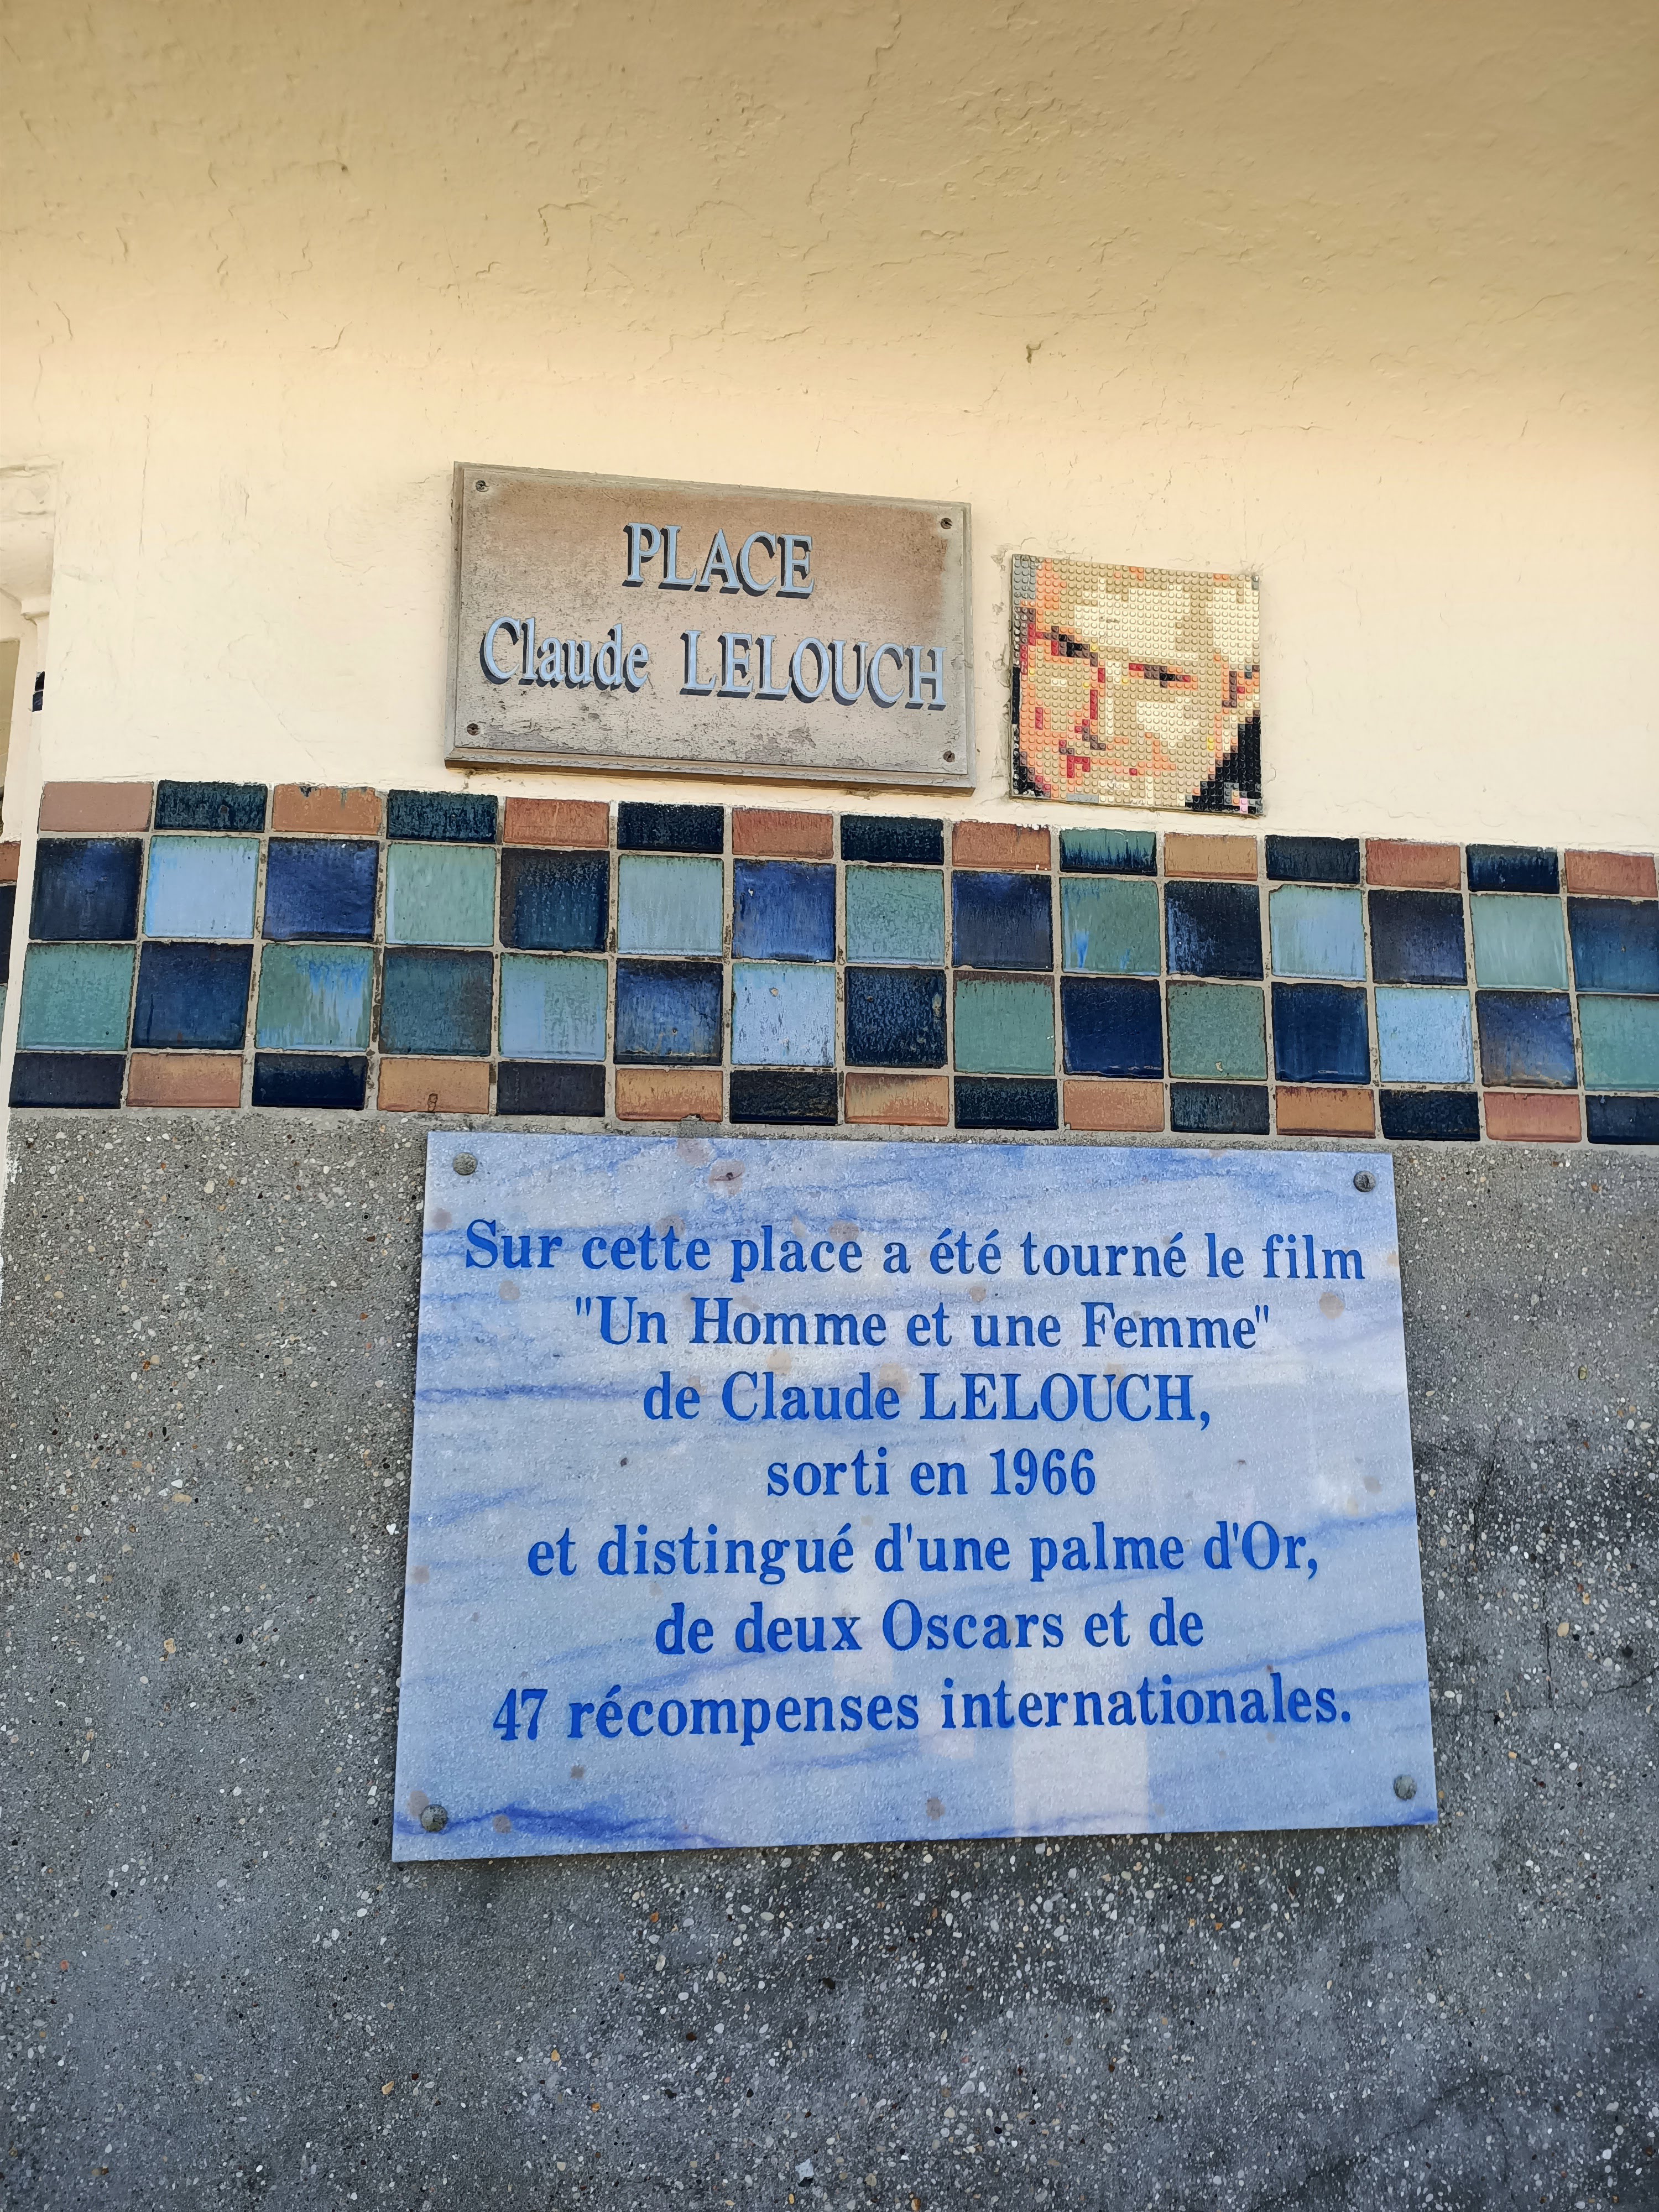 PLACE
Claude LELOUCH
Sur cette place a été tourné le film
"Un Homme et une Femme"
de Claude LELOUCH,
sorti en 1966
et distingué d'une palme d'Or,
de deux Oscars et de
47 récompenses internationales.